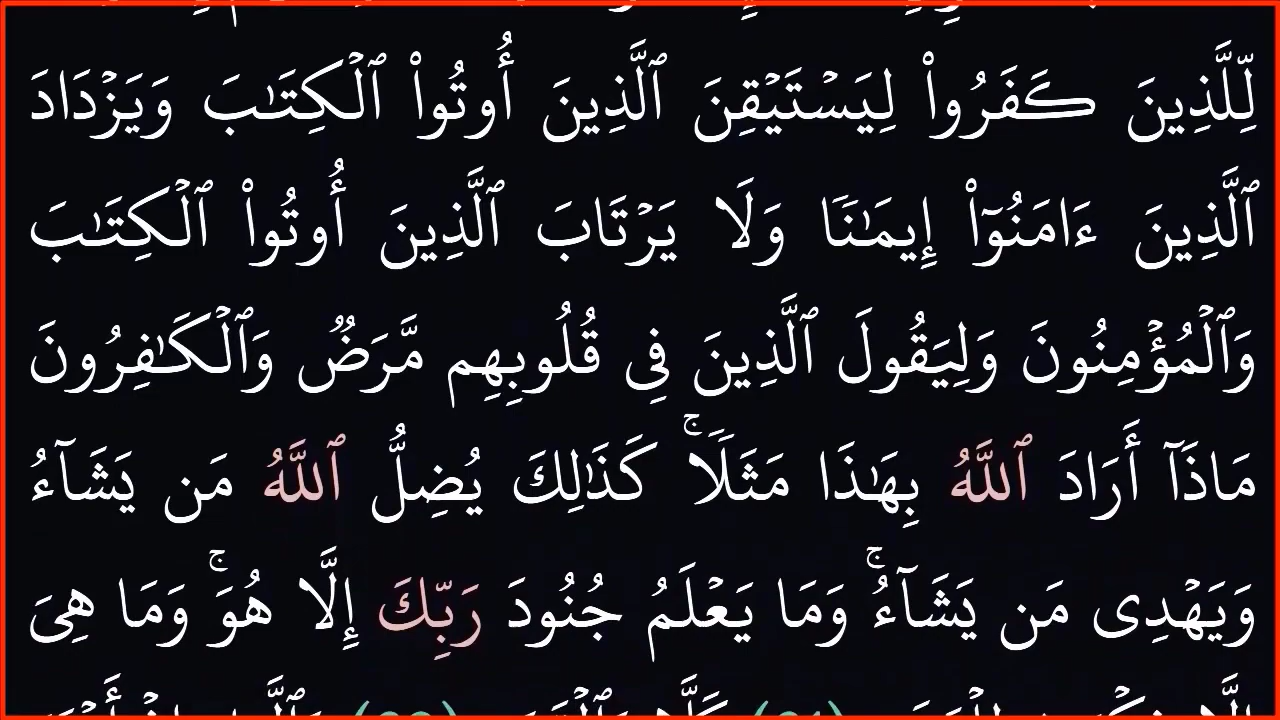 لِّلَّذِينَ كَفَرُوا۟ لِيَسْتَيْقِنَ ٱلَّذِينَ أُوتُوا۟ ٱلْكِتَـٰبَ وَيَزْدَادَ
ٱلَّذِينَ ءَامَنُوٓا۟ إِيمَـٰنًا وَلَا يَرْتَابَ ٱلَّذِينَ أُوتُوا۟ ٱلْكِتَـٰبَ
وَٱلْمُؤْمِنُونَ وَلِيَقُولَ ٱلَّذِينَ فِى قُلُوبِهِم مَّرَضٌ وَٱلْكَـٰفِرُونَ
مَاذَآ أَرَادَ ٱللَّهُ بِهَـٰذَا مَثَلًا ۚ كَذَٰلِكَ يُضِلُّ ٱللَّهُ مَن يَشَآءُ
وَيَهْدِى مَن يَشَآءُ ۚ وَمَا يَعْلَمُ جُنُودَ رَبِّكَ إِلَّا هُوَ ۚ وَمَا هِىَ